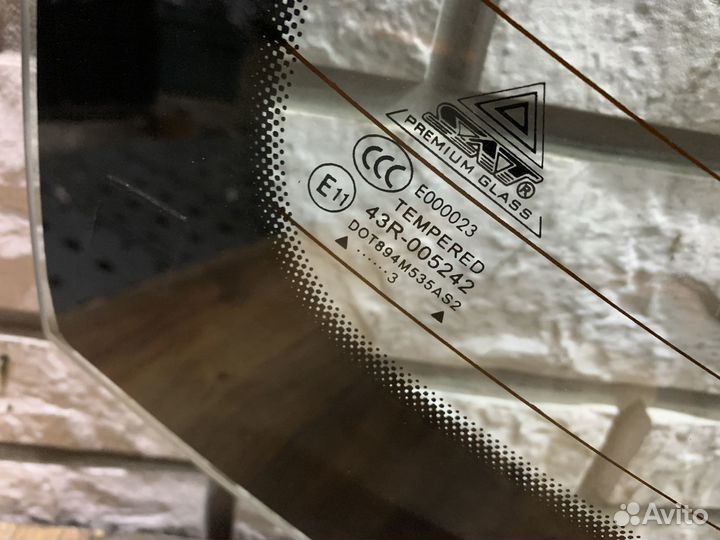 SAT®
PREMIUM GLASS
CCC E000023
E11 TEMPERED
43R-005242
DOT894M535AS2
......3
Avito